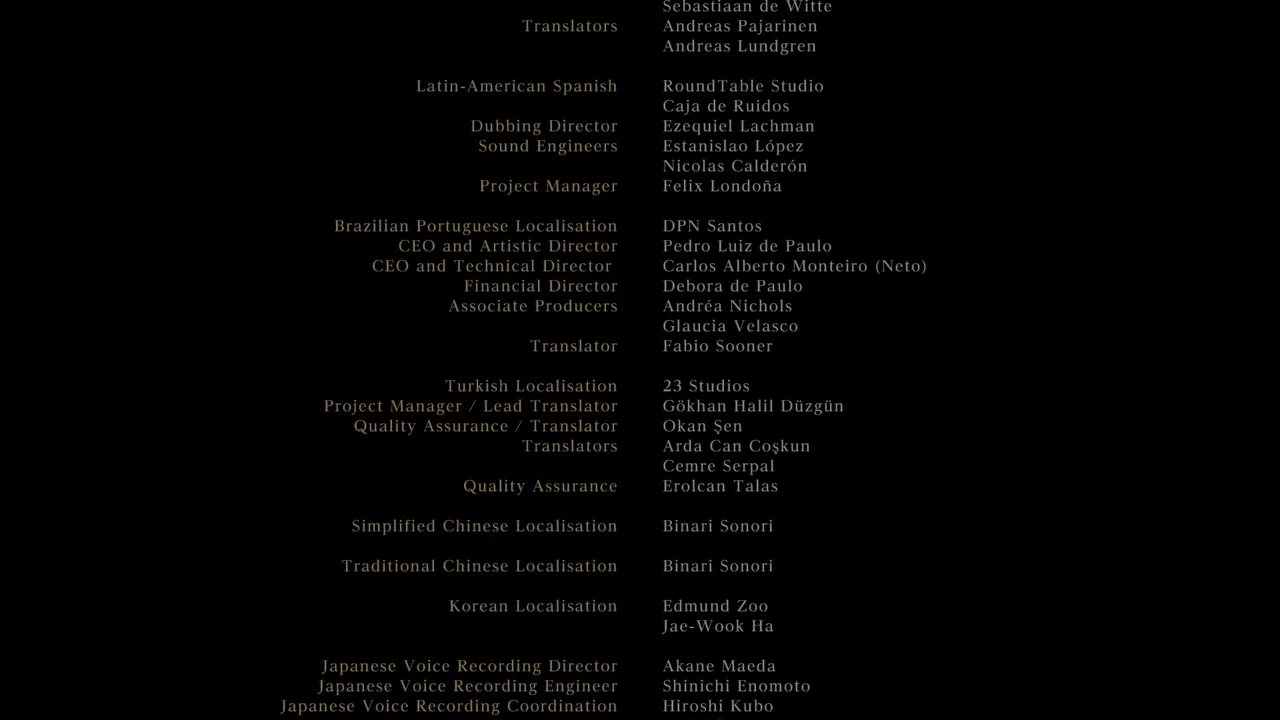 Sebastiaan de Witte
Translators Andreas Pajarinen
Andreas Lundgren
Latin-American Spanish RoundTable Studio
Caja de Ruidos
Dubbing Director Ezequiel Lachman
Sound Engineers Estanislao López
Nicolas Calderón
Project Manager Felix Londoña
Brazilian Portuguese Localisation DPN Santos
CEO and Artistic Director Pedro Luiz de Paulo
CEO and Technical Director Carlos Alberto Monteiro (Neto)
Financial Director Debora de Paulo
Associate Producers Andréa Nichols
Glaucia Velasco
Translator Fabio Sooner
Turkish Localisation 23 Studios
Project Manager / Lead Translator Gökhan Halil Düzgün
Quality Assurance / Translator Okan Şen
Translators Arda Can Coşkun
Cemre Serpal
Quality Assurance Erolcan Talas
Simplified Chinese Localisation Binari Sonori
Traditional Chinese Localisation Binari Sonori
Korean Localisation Edmund Zoo
Jae-Wook Ha
Japanese Voice Recording Director Akane Maeda
Japanese Voice Recording Engineer Shinichi Enomoto
Japanese Voice Recording Coordination Hiroshi Kubo